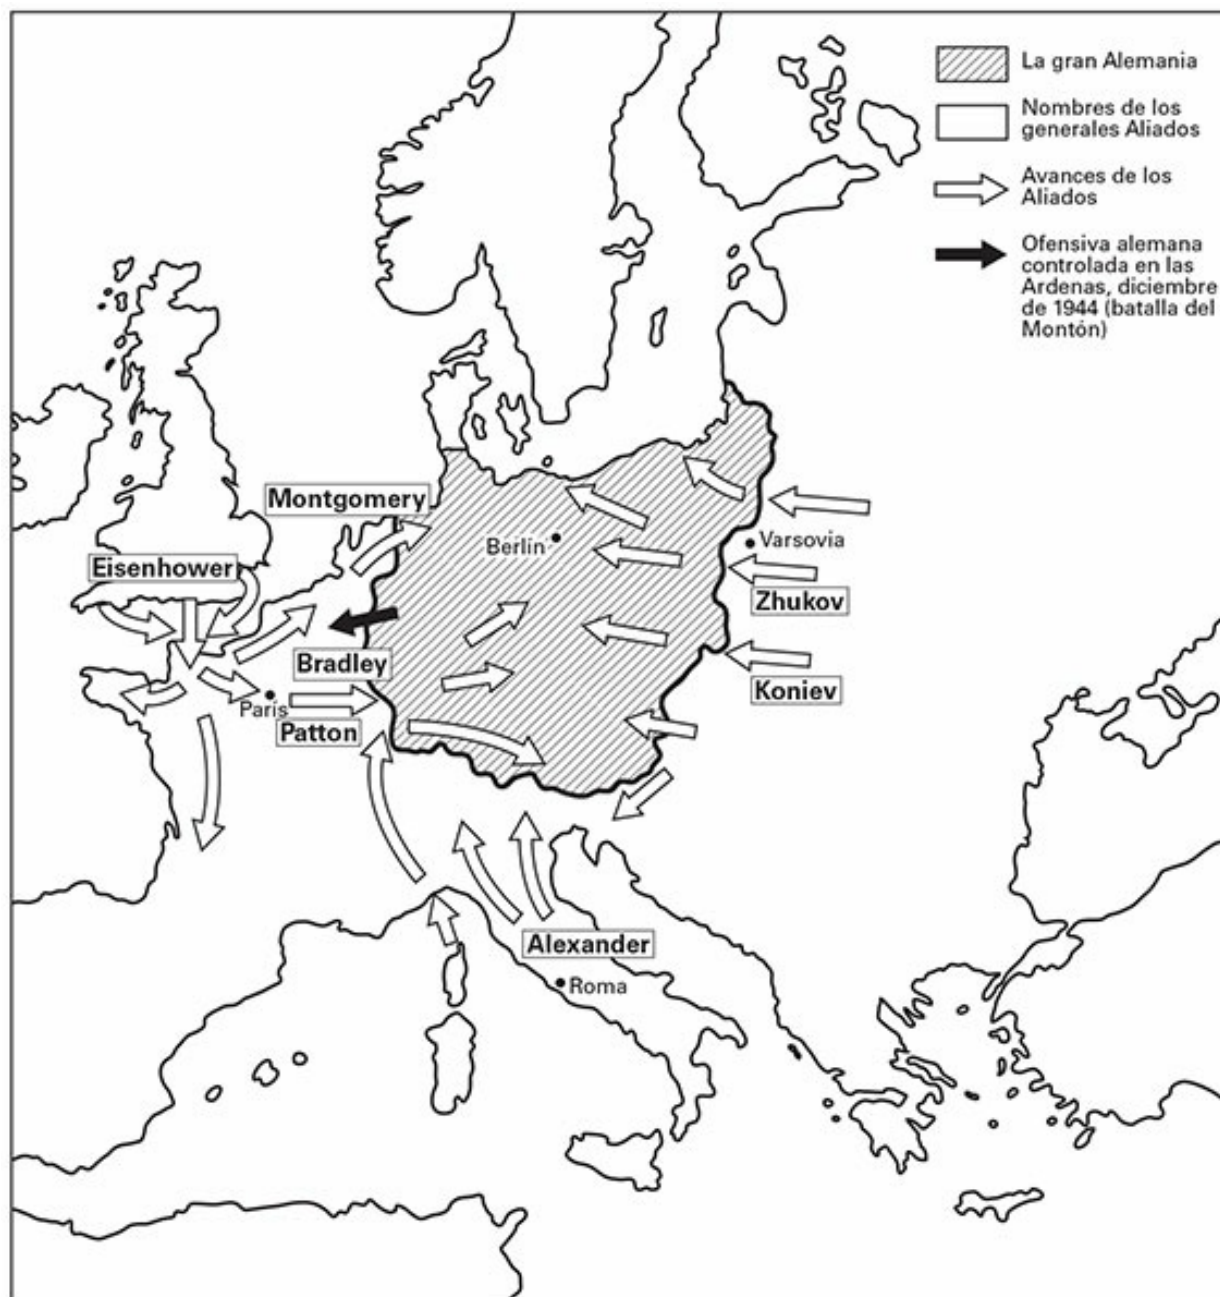 La gran Alemania
Nombres de los
generales Aliados
Avances de los
Aliados
Ofensiva alemana
controlada en las
Ardenas, diciembre
de 1944 (batalla del
Montón)
Montgomery
Berlín
Varsovia
Eisenhower
Zhukov
Bradley
Koniev
París
Patton
Alexander
Roma